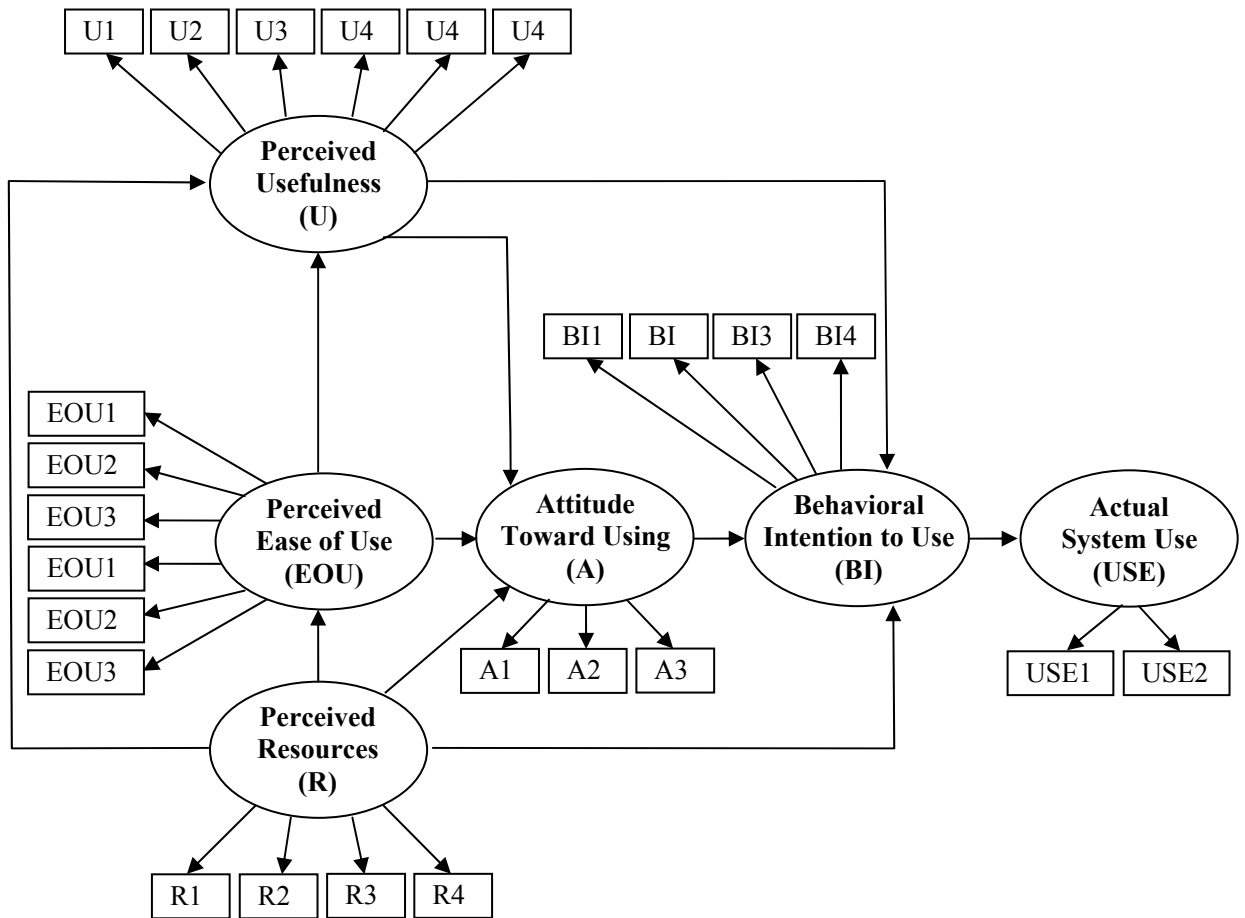 U1
U2
U3
U4
U4
U4
Perceived
Usefulness
(U)
BI1
BI
BI3
BI4
EOU1
EOU2
EOU3
EOU1
EOU2
EOU3
Perceived
Ease of Use
(EOU)
Attitude
Toward Using
(A)
Behavioral
Intention to Use
(BI)
Actual
System Use
(USE)
A1
A2
A3
USE1
USE2
Perceived
Resources
(R)
R1
R2
R3
R4